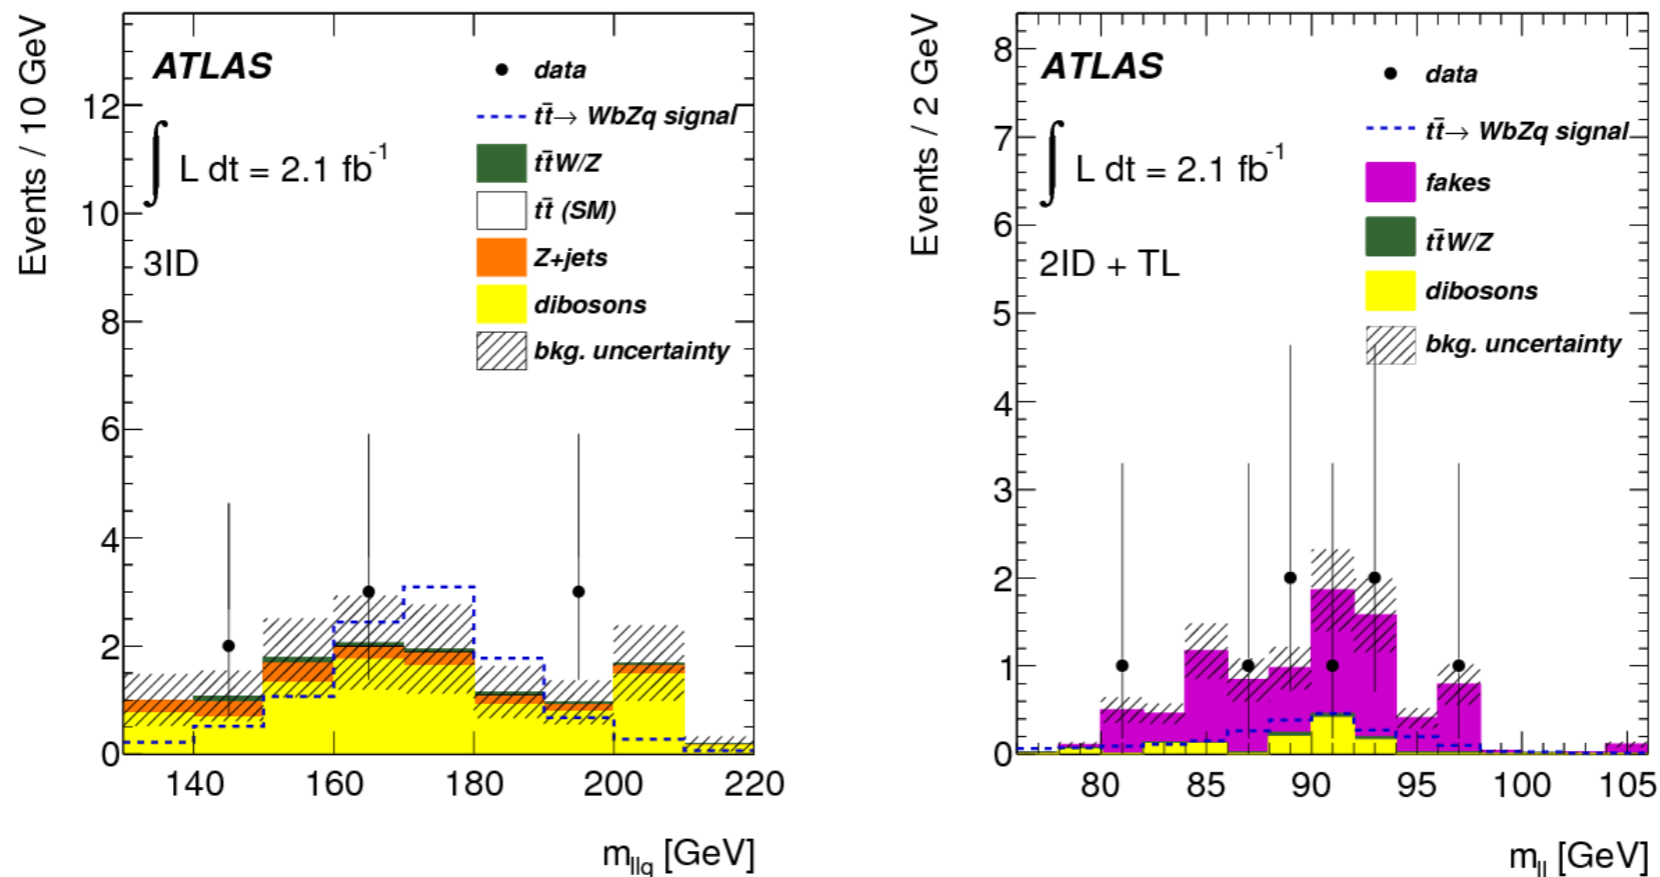 Events / 10 GeV
ATLAS
∫ L dt = 2.1 fb⁻¹
3ID
data
tt̄→ WbZq signal
tt̄W/Z
tt̄ (SM)
Z+jets
dibosons
bkg. uncertainty
12
10
8
6
4
2
0
140 160 180 200 220
m_llq [GeV]
Events / 2 GeV
ATLAS
∫ L dt = 2.1 fb⁻¹
2ID + TL
data
tt̄→ WbZq signal
fakes
tt̄W/Z
dibosons
bkg. uncertainty
8
7
6
5
4
3
2
1
0
80 85 90 95 100 105
m_ll [GeV]